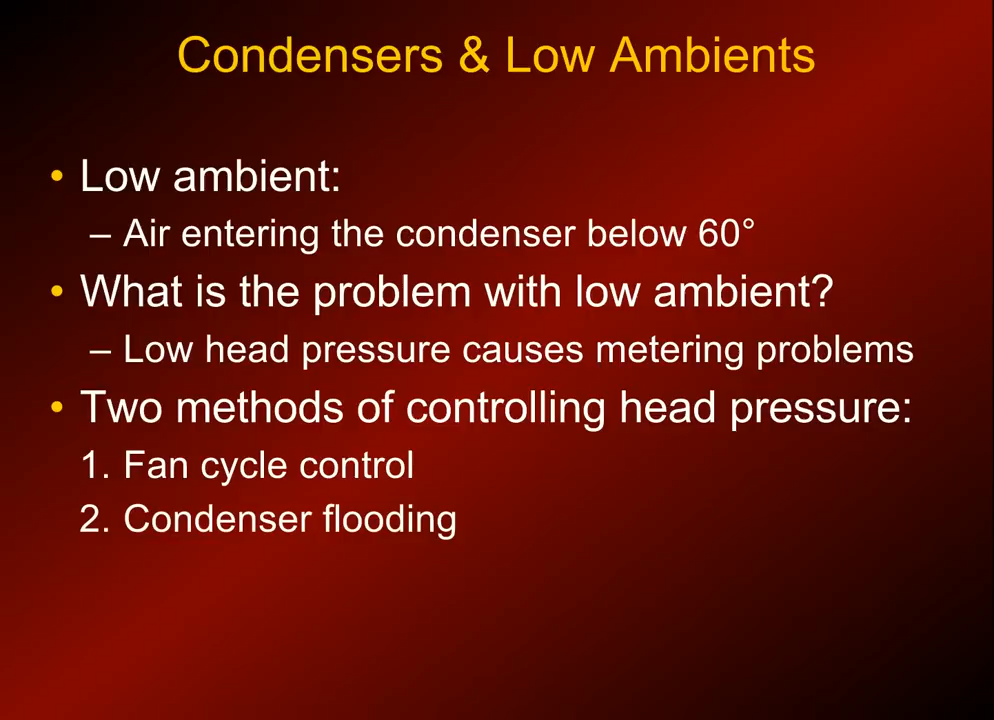 Condensers & Low Ambients
• Low ambient:
– Air entering the condenser below 60°
• What is the problem with low ambient?
– Low head pressure causes metering problems
• Two methods of controlling head pressure:
1. Fan cycle control
2. Condenser flooding